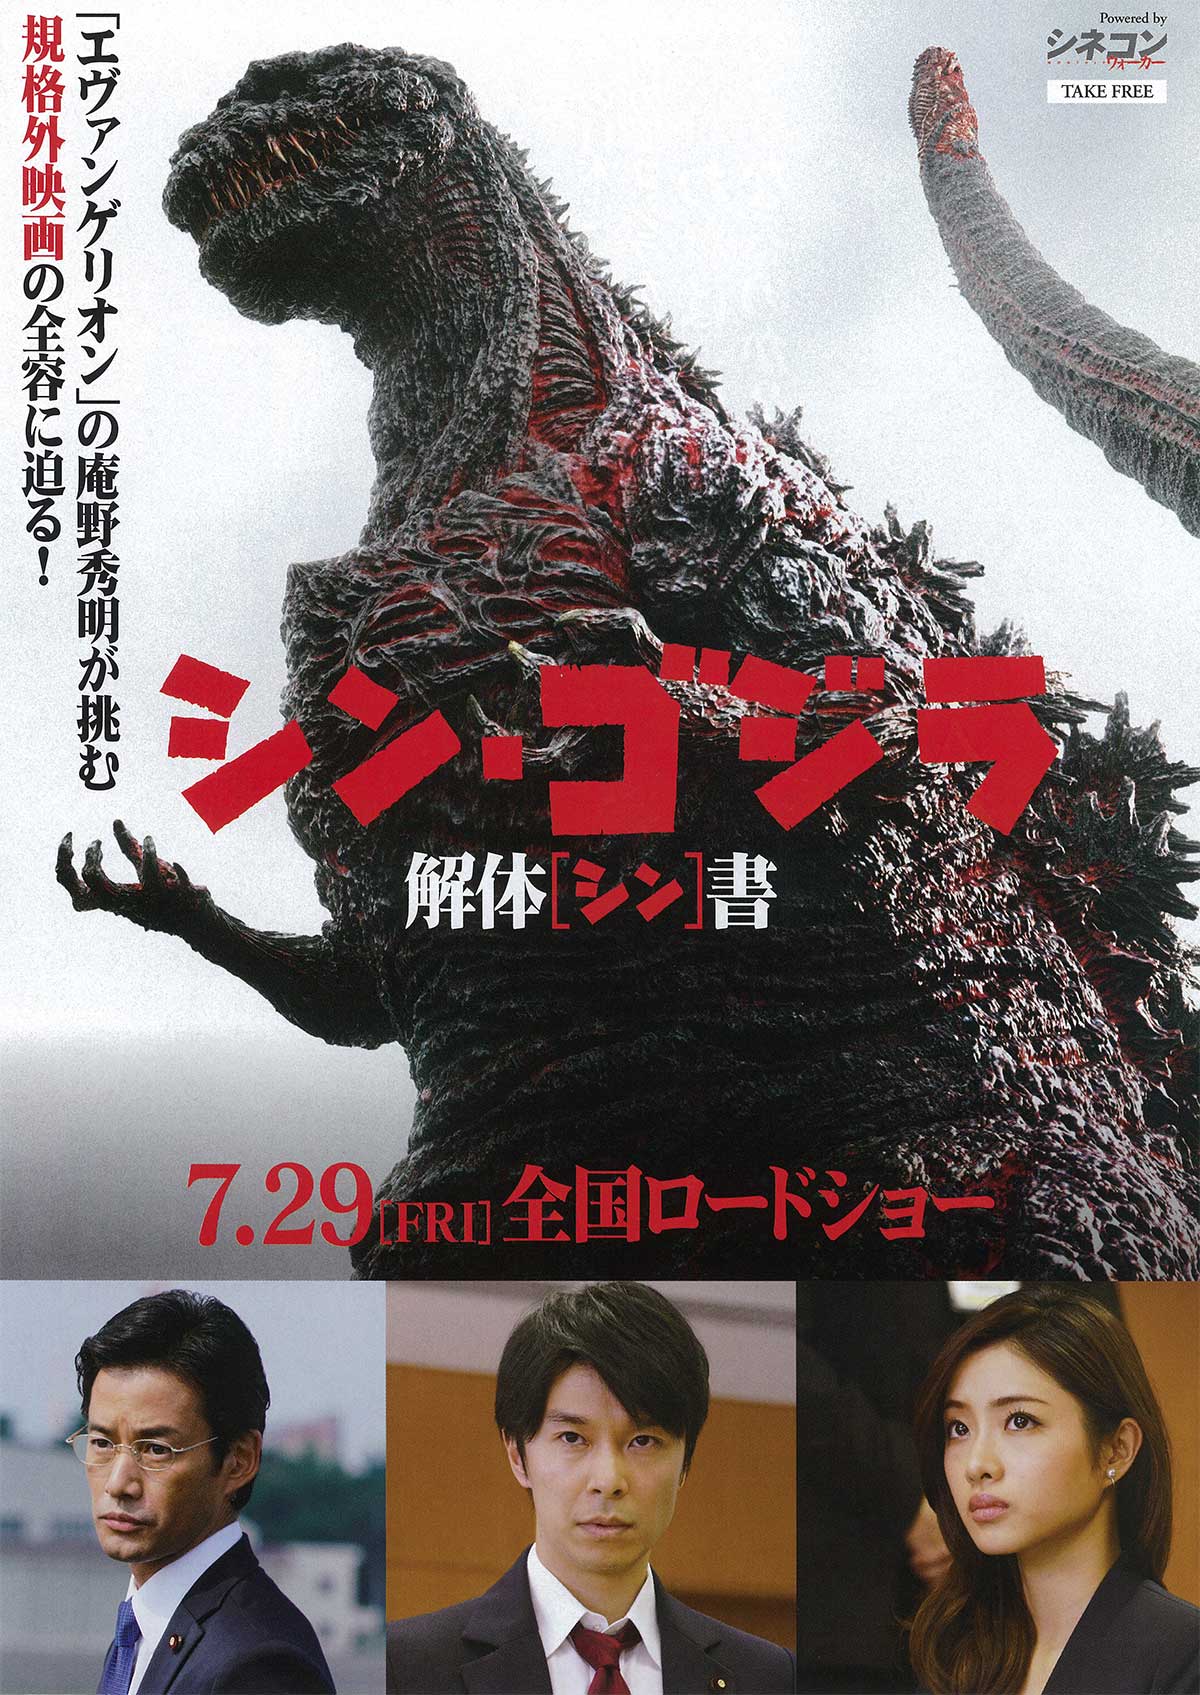 「エヴァンゲリオン」の庵野秀明が挑む
規格外映画の全容に迫る!
Powered by
シネコン
ウォーカー
TAKE FREE
シン・ゴジラ
解体[シン]書
7.29[FRI]全国ロードショー